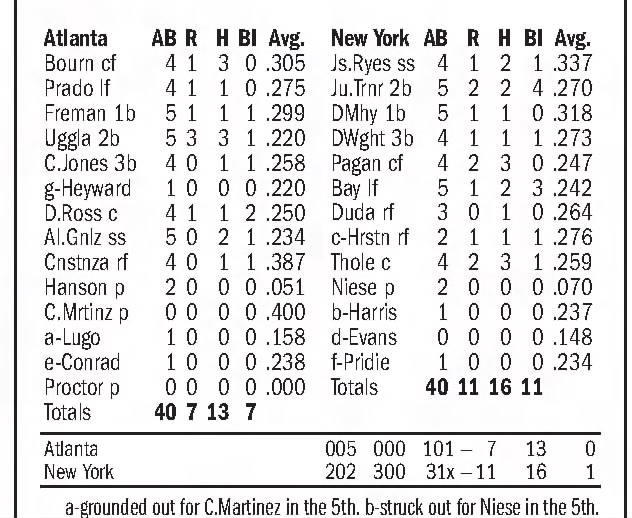 Atlanta AB R H BI Avg. New York AB R H BI Avg.
Bourn cf 4 1 3 0 .305 Js.Ryes ss 4 1 2 1 .337
Prado lf 4 1 1 0 .275 Ju.Trnr 2b 5 2 2 4 .270
Freman 1b 5 1 1 1 .299 DMhy 1b 5 1 1 0 .318
Uggla 2b 5 3 3 1 .220 DWght 3b 4 1 1 1 .273
C.Jones 3b 4 0 1 1 .258 Pagan cf 4 2 3 0 .247
g-Heyward 1 0 0 0 .220 Bay lf 5 1 2 3 .242
D.Ross c 4 1 1 2 .250 Duda rf 3 0 1 0 .264
Al.Gnlz ss 5 0 2 1 .234 c-Hrstn rf 2 1 1 1 .276
Cnstnza rf 4 0 1 1 .387 Thole c 4 2 3 1 .259
Hanson p 2 0 0 0 .051 Niese p 2 0 0 0 .070
C.Mrtinz p 0 0 0 0 .400 b-Harris 1 0 0 0 .237
a-Lugo 1 0 0 0 .158 d-Evans 0 0 0 0 .148
e-Conrad 1 0 0 0 .238 f-Pridie 1 0 0 0 .234
Proctor p 0 0 0 0 .000 Totals 40 11 16 11
Totals 40 7 13 7
Atlanta 005 000 101 – 7 13 0
New York 202 300 31x – 11 16 1
a-grounded out for C.Martinez in the 5th. b-struck out for Niese in the 5th.